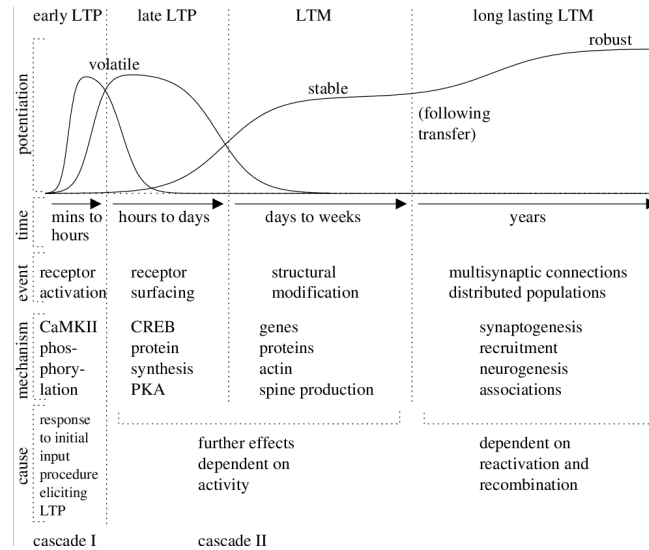 early LTP late LTP LTM long lasting LTM
robust
volatile
stable
(following
transfer)
potentiation
time
mins to
hours
hours to days
days to weeks
years
event
receptor
activation
receptor
surfacing
structural
modification
multisynaptic connections
distributed populations
mechanism
CaMKII
phos-
phory-
lation
CREB
protein
synthesis
PKA
genes
proteins
actin
spine production
synaptogenesis
recruitment
neurogenesis
associations
cause
response
to initial
input
procedure
eliciting
LTP
further effects
dependent on
activity
dependent on
reactivation and
recombination
cascade I cascade II